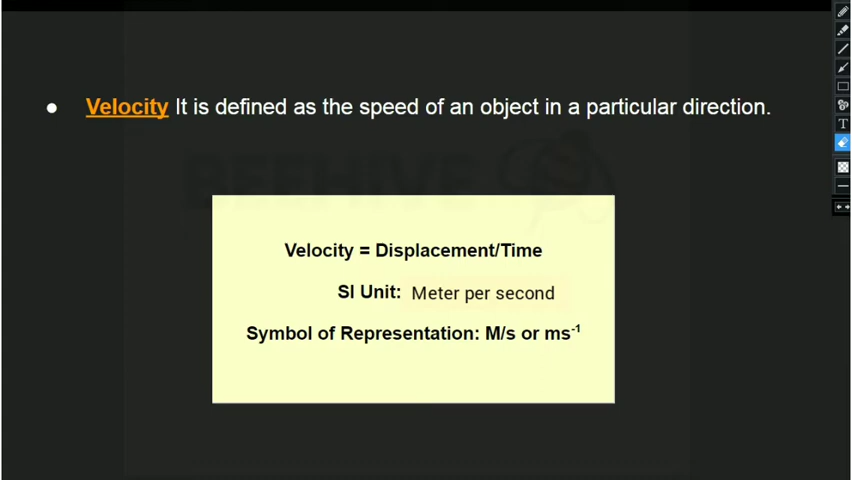 ● Velocity It is defined as the speed of an object in a particular direction.
BEEHIVE
Velocity = Displacement/Time
SI Unit: Meter per second
Symbol of Representation: M/s or ms⁻¹
T